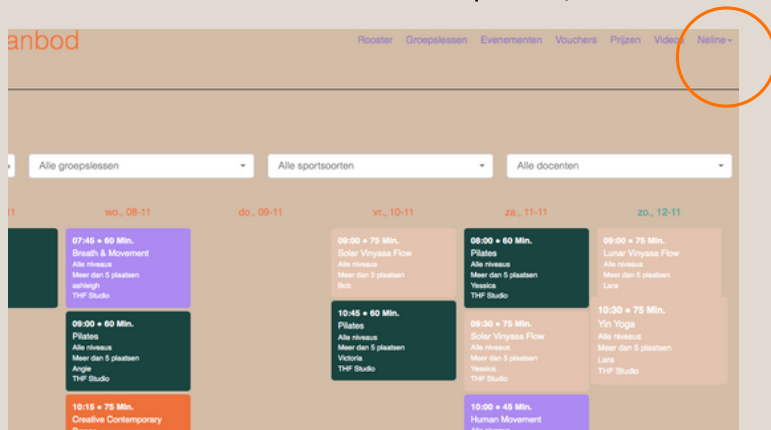 anbod
Rooster Groepslessen Evenementen Vouchers Prijzen Videos Neline
Alle groepslessen
Alle sportsoorten
Alle docenten
11
wo., 08-11
do., 09-11
vr., 10-11
za., 11-11
zo., 12-11
07:45 • 60 Min.
Breath & Movement
Alle niveaus
Meer dan 5 plaatsen
ashleigh
THF Studio
09:00 • 60 Min.
Pilates
Alle niveaus
Meer dan 5 plaatsen
Angie
THF Studio
10:15 • 75 Min.
Creative Contemporary
09:00 • 75 Min.
Solar Vinyasa Flow
Alle niveaus
Meer dan 5 plaatsen
Bob
10:45 • 60 Min.
Pilates
Alle niveaus
Meer dan 5 plaatsen
Victoria
THF Studio
08:00 • 60 Min.
Pilates
Alle niveaus
Meer dan 5 plaatsen
Yessica
THF Studio
09:30 • 75 Min.
Solar Vinyasa Flow
Alle niveaus
Meer dan 5 plaatsen
Yessica
THF Studio
10:00 • 45 Min.
Human Movement
09:00 • 75 Min.
Lunar Vinyasa Flow
Alle niveaus
Meer dan 5 plaatsen
Lara
10:30 • 75 Min.
Yin Yoga
Alle niveaus
Meer dan 5 plaatsen
Lara
THF Studio